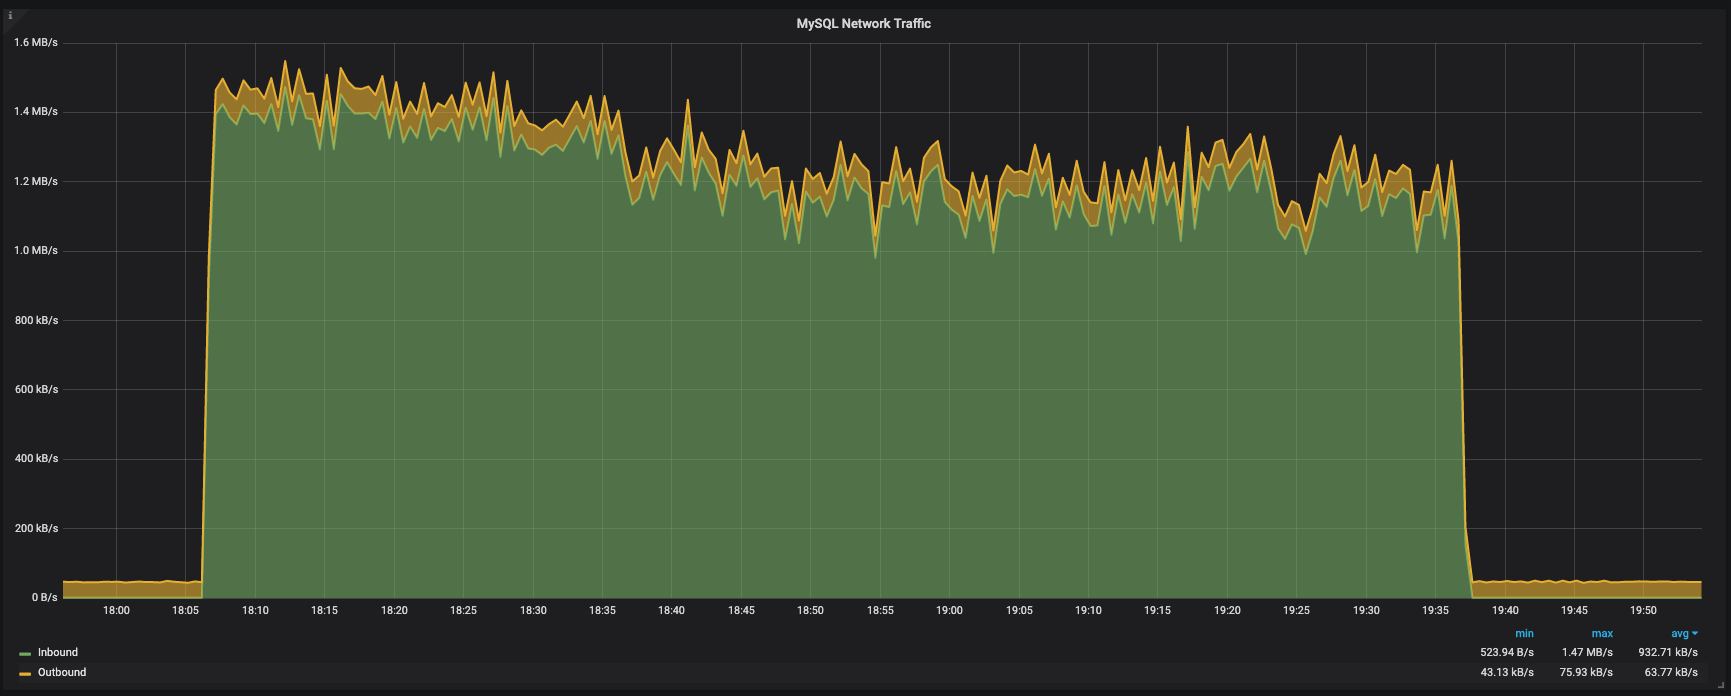 i
MySQL Network Traffic
1.6 MB/s
1.4 MB/s
1.2 MB/s
1.0 MB/s
800 kB/s
600 kB/s
400 kB/s
200 kB/s
0 B/s
18:00 18:05 18:10 18:15 18:20 18:25 18:30 18:35 18:40 18:45 18:50 18:55 19:00 19:05 19:10 19:15 19:20 19:25 19:30 19:35 19:40 19:45 19:50
min max avg
Inbound 523.94 B/s 1.47 MB/s 932.71 kB/s
Outbound 43.13 kB/s 75.93 kB/s 63.77 kB/s